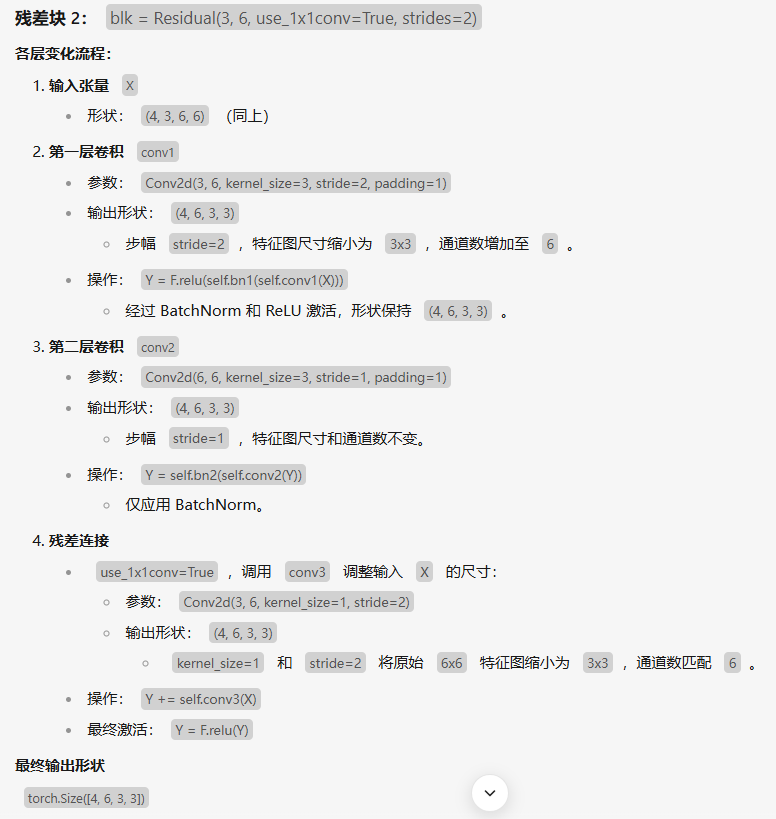 残差块 2： blk = Residual(3, 6, use_1x1conv=True, strides=2)
各层变化流程：
1. 输入张量 X
形状： (4, 3, 6, 6) （同上）
2. 第一层卷积 conv1
参数： Conv2d(3, 6, kernel_size=3, stride=2, padding=1)
输出形状： (4, 6, 3, 3)
步幅 stride=2 ，特征图尺寸缩小为 3x3 ，通道数增加至 6 。
操作： Y = F.relu(self.bn1(self.conv1(X)))
经过 BatchNorm 和 ReLU 激活，形状保持 (4, 6, 3, 3) 。
3. 第二层卷积 conv2
参数： Conv2d(6, 6, kernel_size=3, stride=1, padding=1)
输出形状： (4, 6, 3, 3)
步幅 stride=1 ，特征图尺寸和通道数不变。
操作： Y = self.bn2(self.conv2(Y))
仅应用 BatchNorm。
4. 残差连接
use_1x1conv=True ，调用 conv3 调整输入 X 的尺寸：
参数： Conv2d(3, 6, kernel_size=1, stride=2)
输出形状： (4, 6, 3, 3)
kernel_size=1 和 stride=2 将原始 6x6 特征图缩小为 3x3 ，通道数匹配 6 。
操作： Y += self.conv3(X)
最终激活： Y = F.relu(Y)
最终输出形状
torch.Size([4, 6, 3, 3])